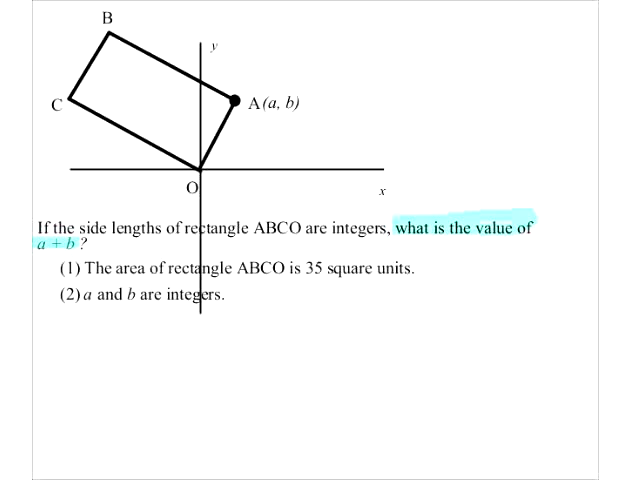 B
y
C
A(a, b)
O
x
If the side lengths of rectangle ABCO are integers, what is the value of
a + b ?
(1) The area of rectangle ABCO is 35 square units.
(2) a and b are integers.